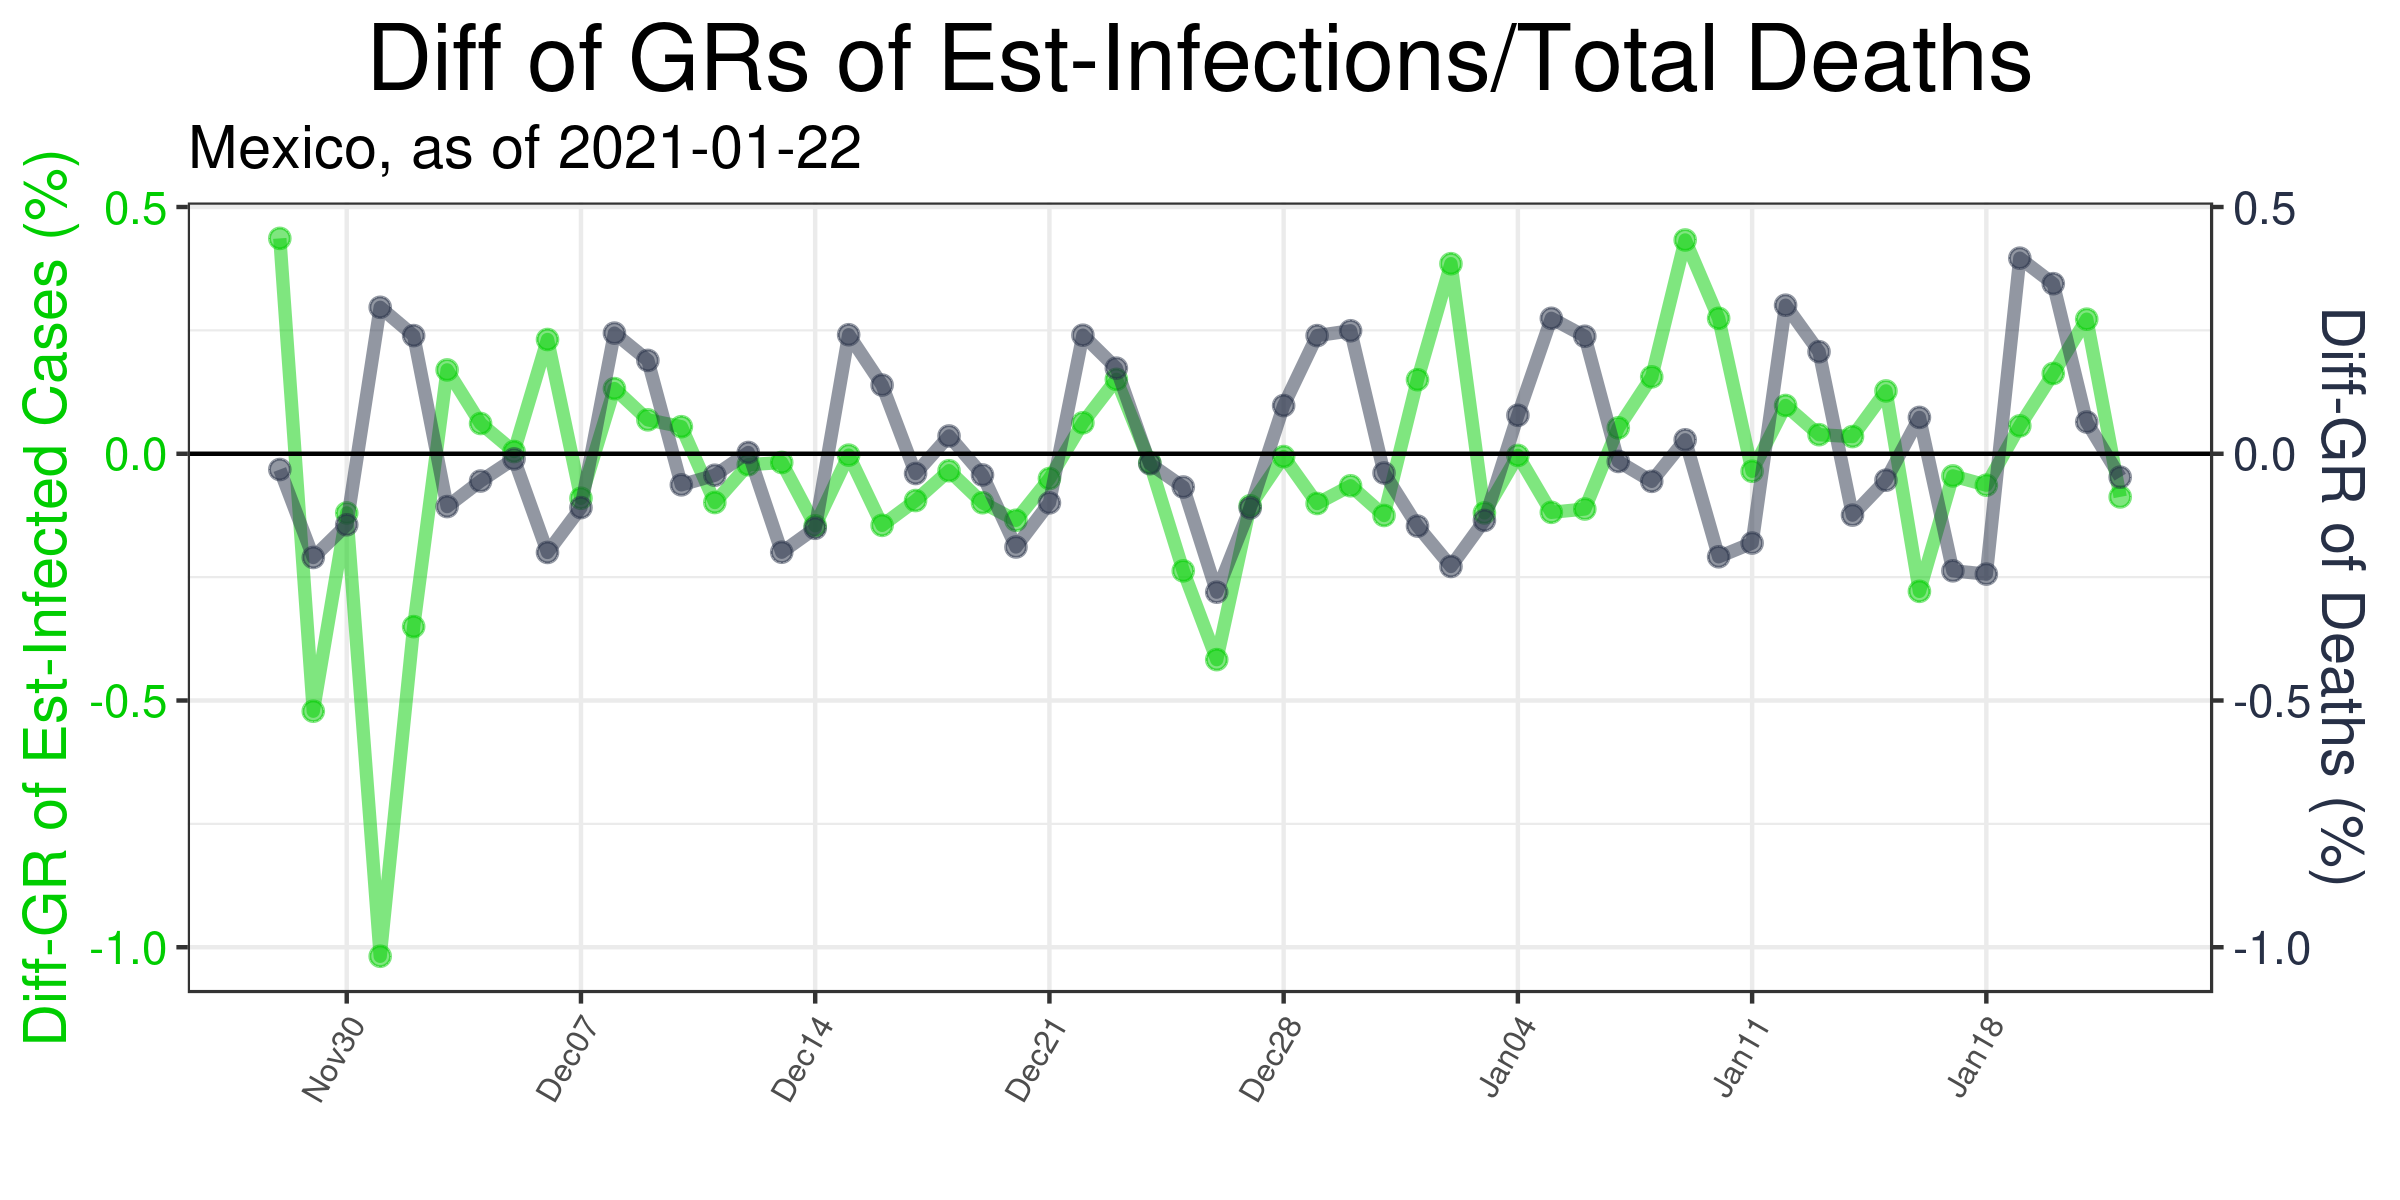 Diff of GRs of Est-Infections/Total Deaths
Mexico, as of 2021-01-22
Diff-GR of Est-Infected Cases (%)
0.5
0.0
-0.5
-1.0
0.5
0.0
-0.5
-1.0
Diff-GR of Deaths (%)
Nov30
Dec07
Dec14
Dec21
Dec28
Jan04
Jan11
Jan18